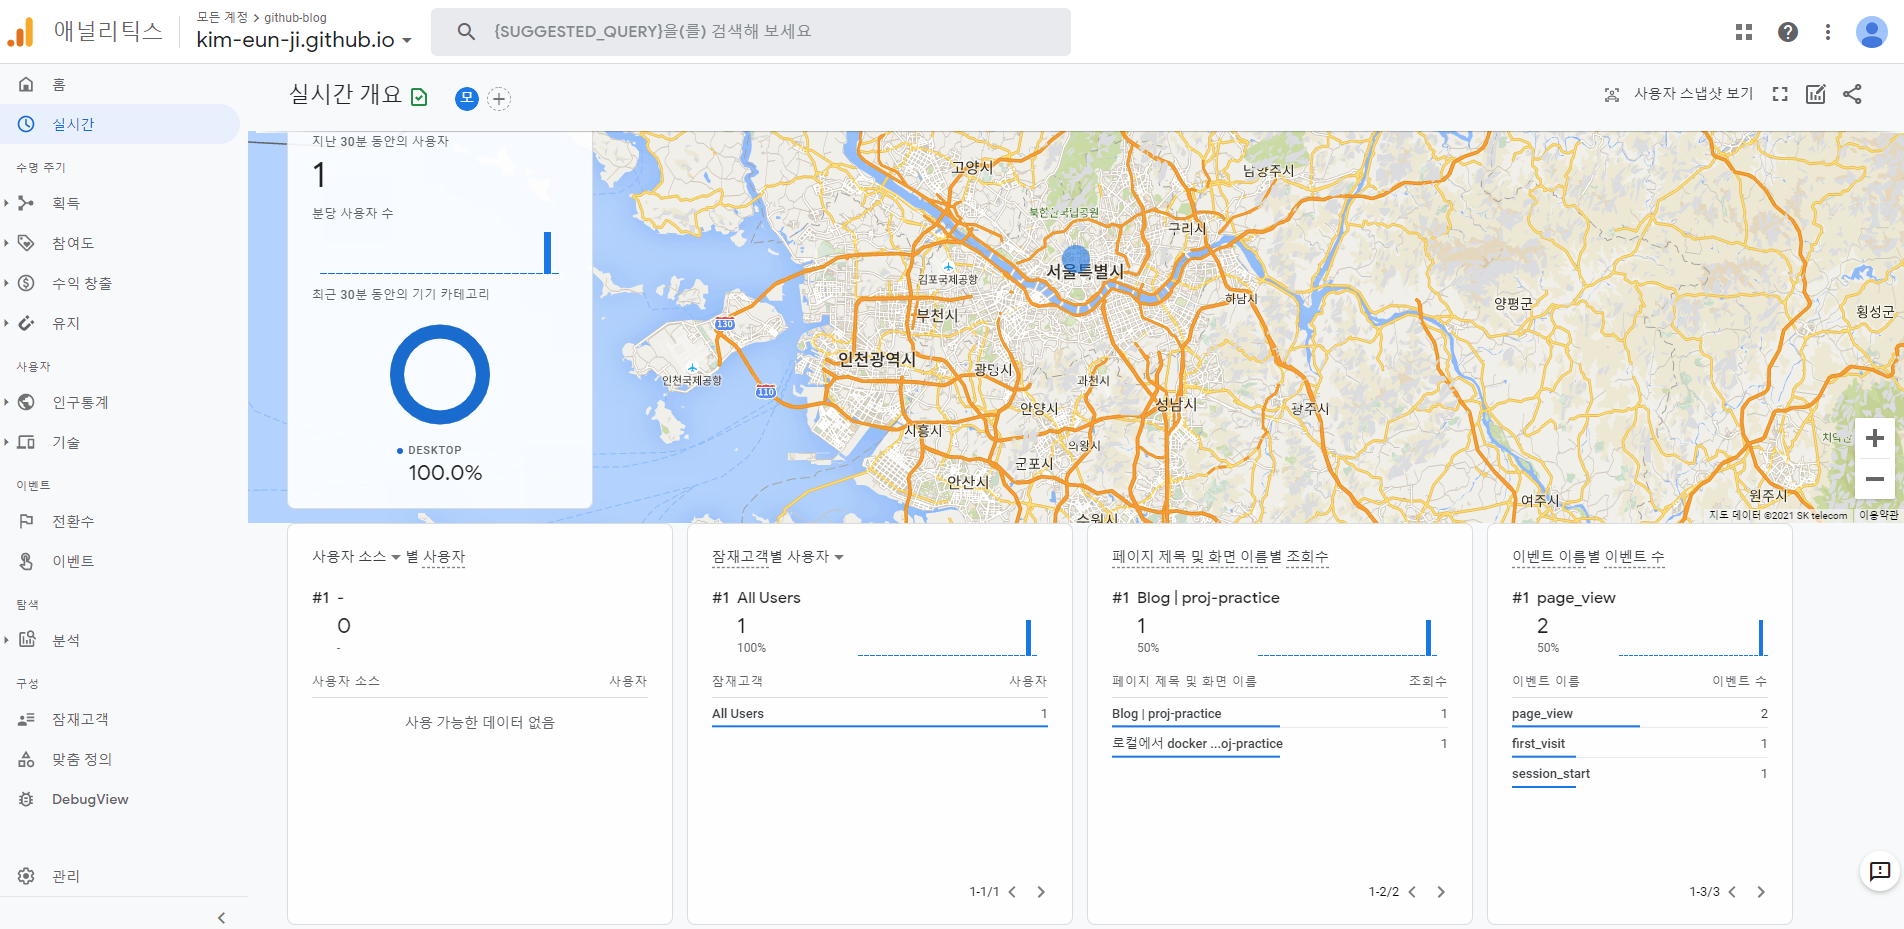 애널리틱스
모든 계정 > github-blog
kim-eun-ji.github.io
{SUGGESTED_QUERY}을(를) 검색해 보세요
홈
실시간
수명 주기
획득
참여도
수익 창출
유지
사용자
인구통계
기술
이벤트
전환수
이벤트
탐색
분석
구성
잠재고객
맞춤 정의
DebugView
관리
실시간 개요
모
사용자 스냅샷 보기
지난 30분 동안의 사용자
1
분당 사용자 수
최근 30분 동안의 기기 카테고리
DESKTOP
100.0%
고양시
남양주시
북한산국립공원
구리시
서울특별시
김포국제공항
하남시
양평군
횡성군
부천시
130
인천광역시
인천국제공항
광명시
과천시
110
안양시
성남시
광주시
시흥시
의왕시
치악
군포시
안산시
수원시
여주시
원주시
지도 데이터 ©2021 SK telecom
이용약관
사용자 소스 별 사용자
#1 -
0
-
사용자 소스 사용자
사용 가능한 데이터 없음
잠재고객별 사용자
#1 All Users
1
100%
잠재고객 사용자
All Users 1
1-1/1
페이지 제목 및 화면 이름별 조회수
#1 Blog | proj-practice
1
50%
페이지 제목 및 화면 이름 조회수
Blog | proj-practice 1
로컬에서 docker ...oj-practice 1
1-2/2
이벤트 이름별 이벤트 수
#1 page_view
2
50%
이벤트 이름 이벤트 수
page_view 2
first_visit 1
session_start 1
1-3/3